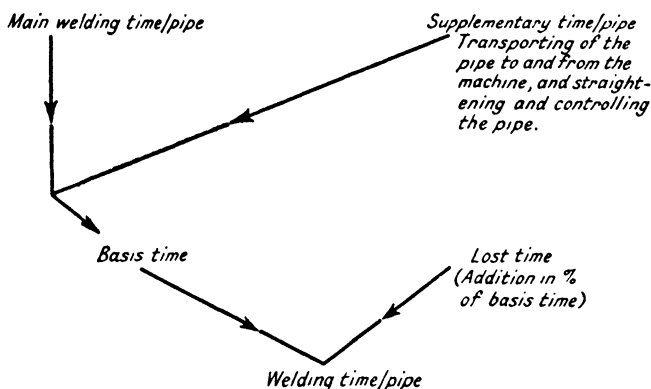 Main welding time/pipe
Supplementary time/pipe
Transporting of the
pipe to and from the
machine, and straight-
ening and controlling
the pipe.
Basis time
Lost time
(Addition in %
of basis time)
Welding time/pipe